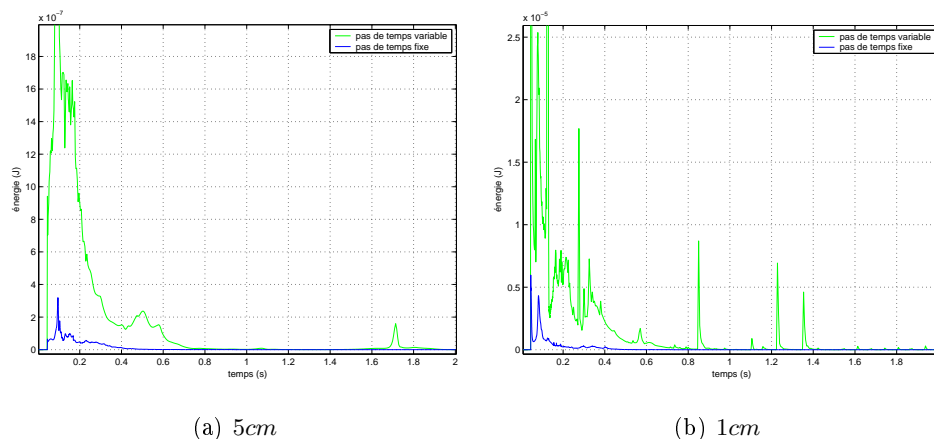 x 10⁻⁷
pas de temps variable
pas de temps fixe
18
16
14
12
10
8
6
4
2
0
énergie (J)
0.2 0.4 0.6 0.8 1 1.2 1.4 1.6 1.8 2
temps (s)
(a) 5cm
x 10⁻⁵
pas de temps variable
pas de temps fixe
2.5
2
1.5
1
0.5
0
énergie (J)
0.2 0.4 0.6 0.8 1 1.2 1.4 1.6 1.8
temps (s)
(b) 1cm